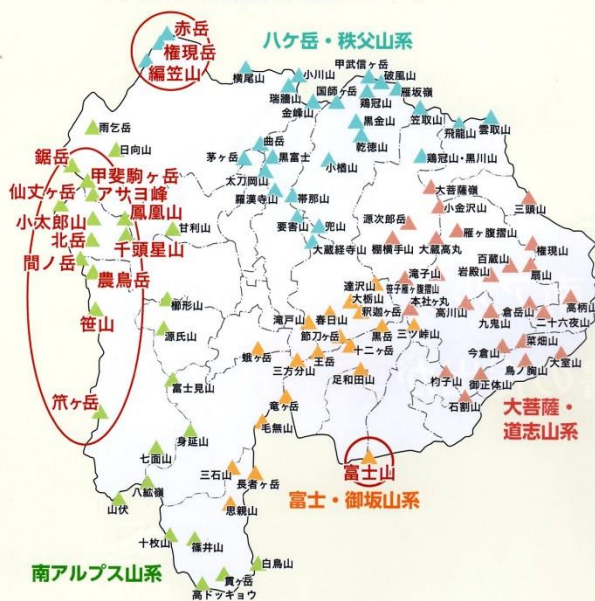 赤岳
権現岳
編笠山
八ケ岳・秩父山系
横尾山
小川山
瑞牆山
金峰山
国師ヶ岳
甲武信ヶ岳
破風山
鶏冠山
雁坂嶺
黒金山
乾徳山
笠取山
飛龍山
雲取山
鶏冠山・黒川山
小楢山
曲岳
茅ヶ岳
黒富士
太刀岡山
羅漢寺山
帯那山
要害山
兜山
大蔵経寺山
雨乞岳
日向山
鋸岳
甲斐駒ヶ岳
仙丈ヶ岳
アサヨ峰
鳳凰山
小太郎山
北岳
千頭星山
甘利山
間ノ岳
農鳥岳
笹山
笊ヶ岳
櫛形山
源氏山
富士見山
身延山
七面山
八紘嶺
山伏
十枚山
篠井山
白鳥山
貫ヶ岳
高ドッキョウ
南アルプス山系
大菩薩嶺
小金沢山
三頭山
源次郎岳
雁ヶ腹摺山
棚横手山
大蔵高丸
権現山
百蔵山
扇山
岩殿山
滝子山
笹子雁ヶ腹摺山
本社ヶ丸
高川山
倉岳山
九鬼山
高柄山
二十六夜山
菜畑山
今倉山
鳥ノ胸山
大室山
杓子山
御正体山
石割山
大菩薩・
道志山系
達沢山
大栃山
釈迦ヶ岳
滝戸山
春日山
黒岳
三ツ峠山
節刀ヶ岳
十二ヶ岳
蛾ヶ岳
王岳
三方分山
足和田山
竜ヶ岳
毛無山
三石山
長者ヶ岳
思親山
富士山
富士・御坂山系